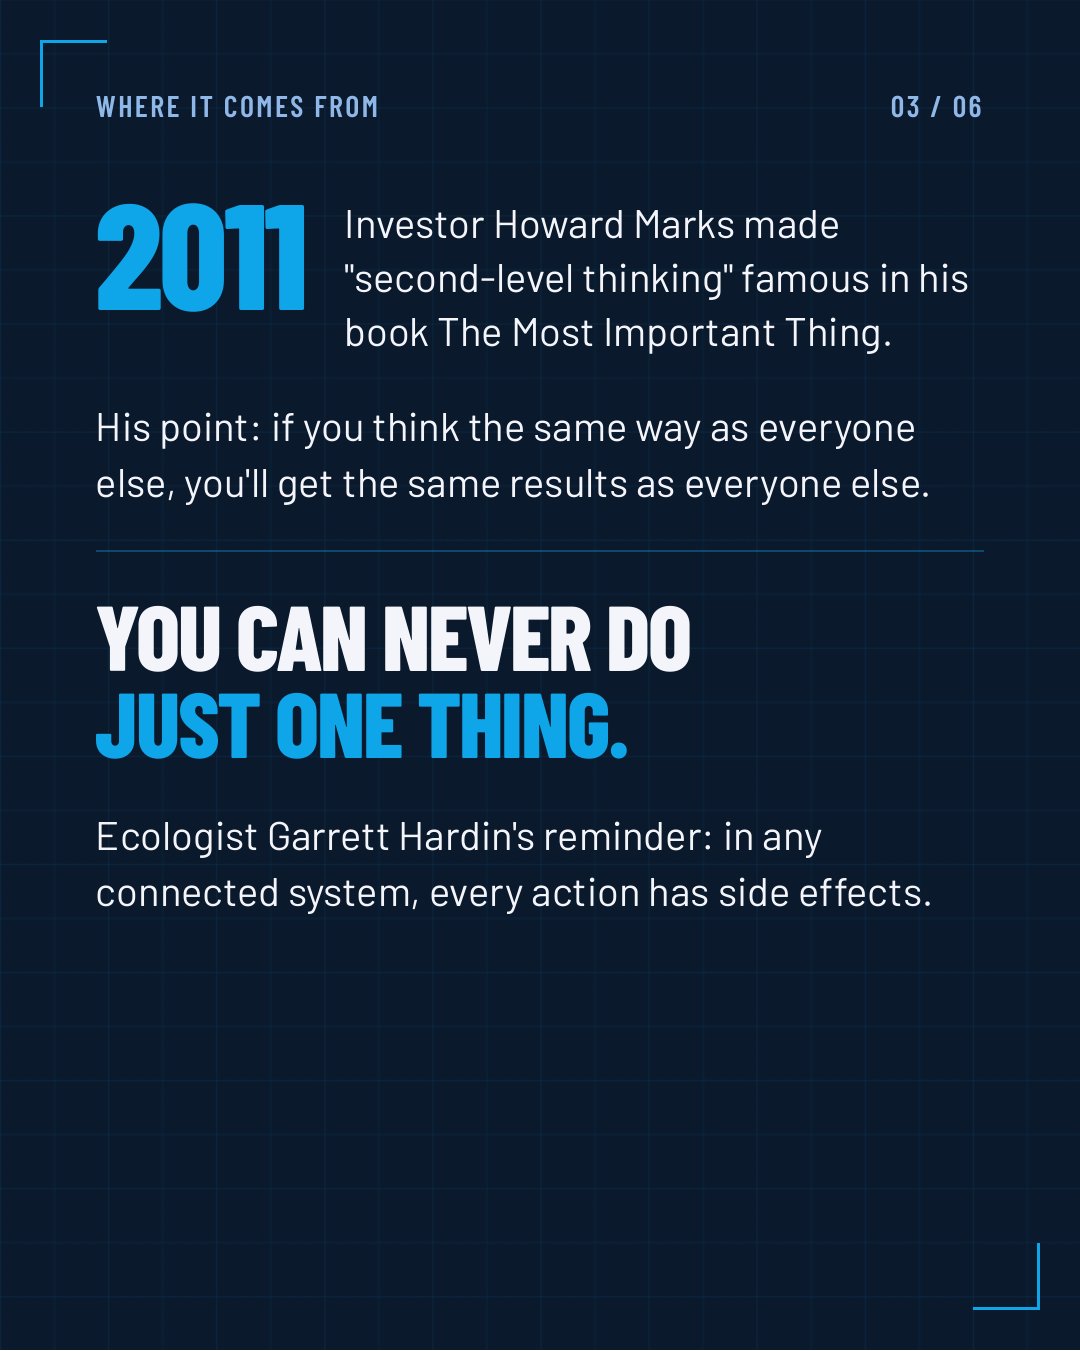 WHERE IT COMES FROM
03 / 06
2011
Investor Howard Marks made
"second-level thinking" famous in his
book The Most Important Thing.
His point: if you think the same way as everyone
else, you'll get the same results as everyone else.
YOU CAN NEVER DO
JUST ONE THING.
Ecologist Garrett Hardin's reminder: in any
connected system, every action has side effects.